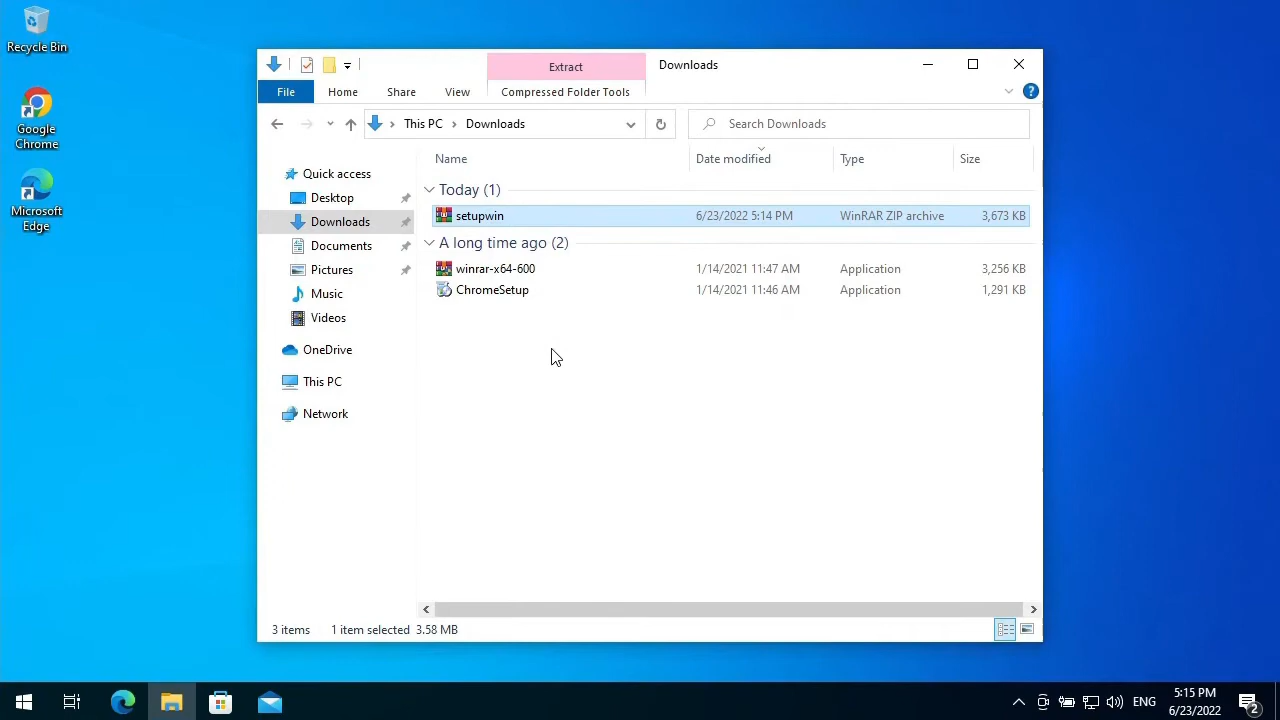 Recycle Bin
Google
Chrome
Microsoft
Edge
Extract
Downloads
File
Home
Share
View
Compressed Folder Tools
This PC
Downloads
Search Downloads
Name
Date modified
Type
Size
Quick access
Desktop
Downloads
Documents
Pictures
Music
Videos
OneDrive
This PC
Network
Today (1)
setupwin 6/23/2022 5:14 PM WinRAR ZIP archive 3,673 KB
A long time ago (2)
winrar-x64-600 1/14/2021 11:47 AM Application 3,256 KB
ChromeSetup 1/14/2021 11:46 AM Application 1,291 KB
3 items 1 item selected 3.58 MB
ENG
5:15 PM
6/23/2022
2